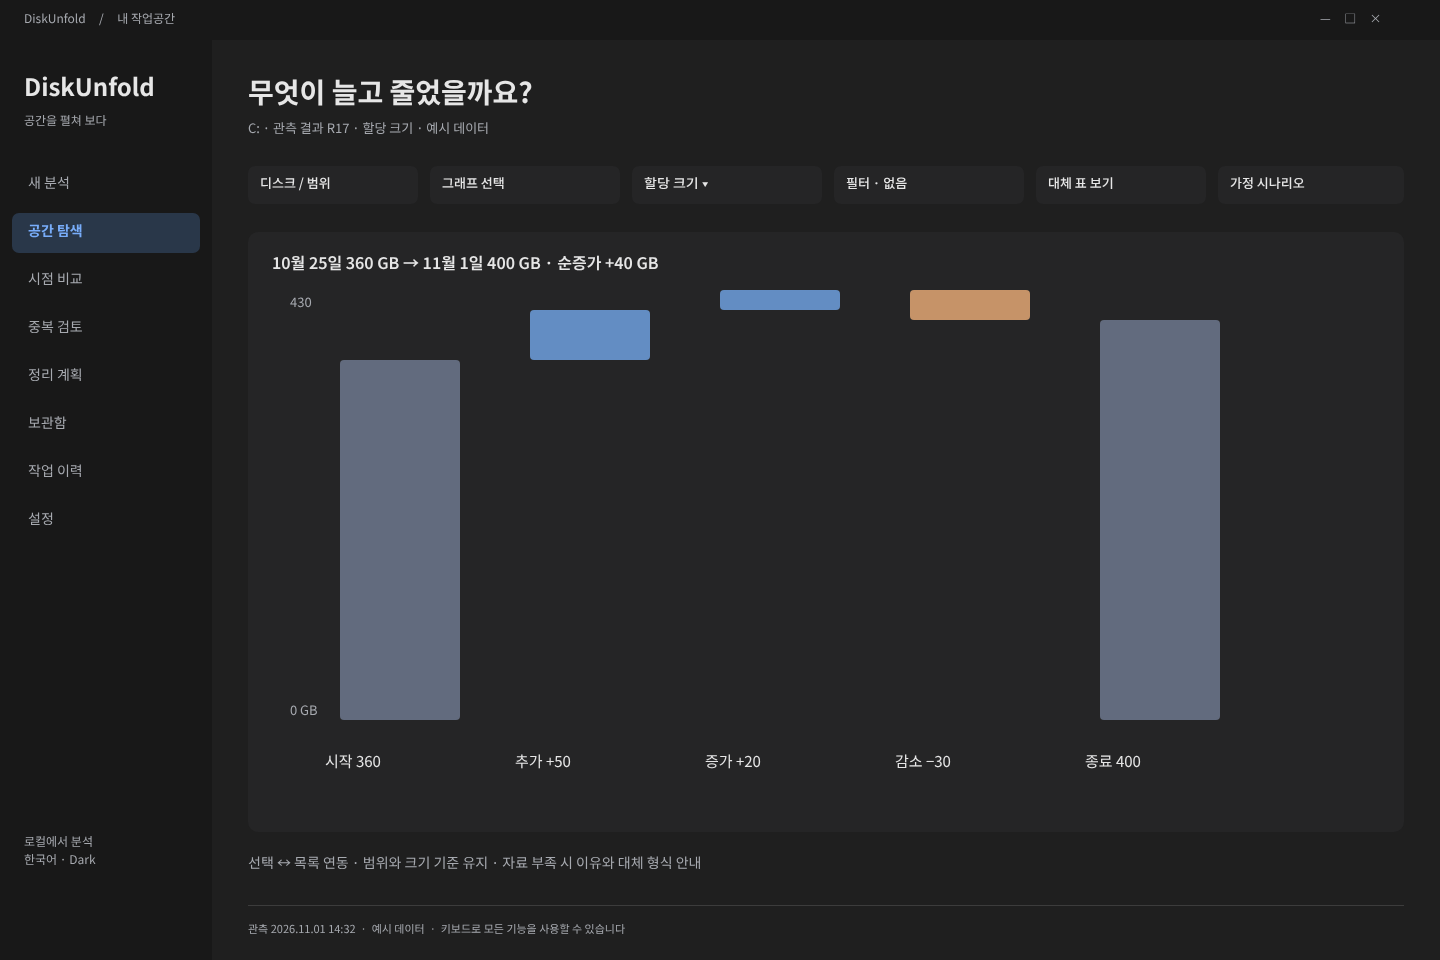 DiskUnfold / 내 작업공간
DiskUnfold
공간을 펼쳐 보다
새 분석
공간 탐색
시점 비교
중복 검토
정리 계획
보관함
작업 이력
설정
로컬에서 분석
한국어 · Dark
무엇이 늘고 줄었을까요?
C: · 관측 결과 R17 · 할당 크기 · 예시 데이터
디스크 / 범위
그래프 선택
할당 크기 ▾
필터 · 없음
대체 표 보기
가정 시나리오
10월 25일 360 GB → 11월 1일 400 GB · 순증가 +40 GB
430
0 GB
시작 360
추가 +50
증가 +20
감소 −30
종료 400
선택 ↔ 목록 연동 · 범위와 크기 기준 유지 · 자료 부족 시 이유와 대체 형식 안내
관측 2026.11.01 14:32 · 예시 데이터 · 키보드로 모든 기능을 사용할 수 있습니다